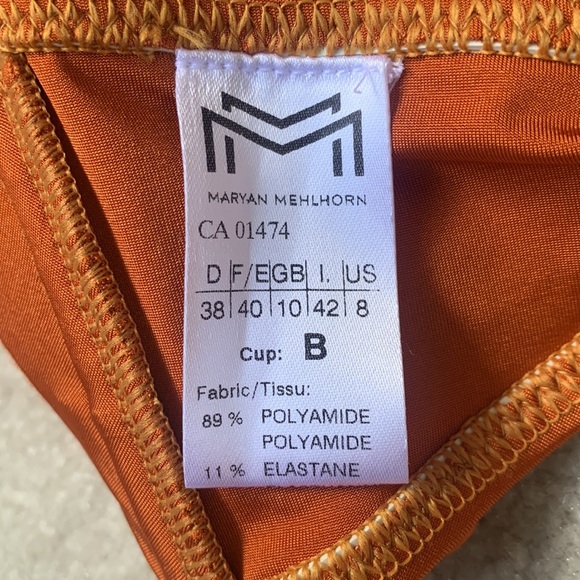 MARYAN MEHLHORN
CA 01474
D F/E GB I. US
38 40 10 42 8
Cup: B
Fabric/Tissu:
89 % POLYAMIDE
POLYAMIDE
11 % ELASTANE